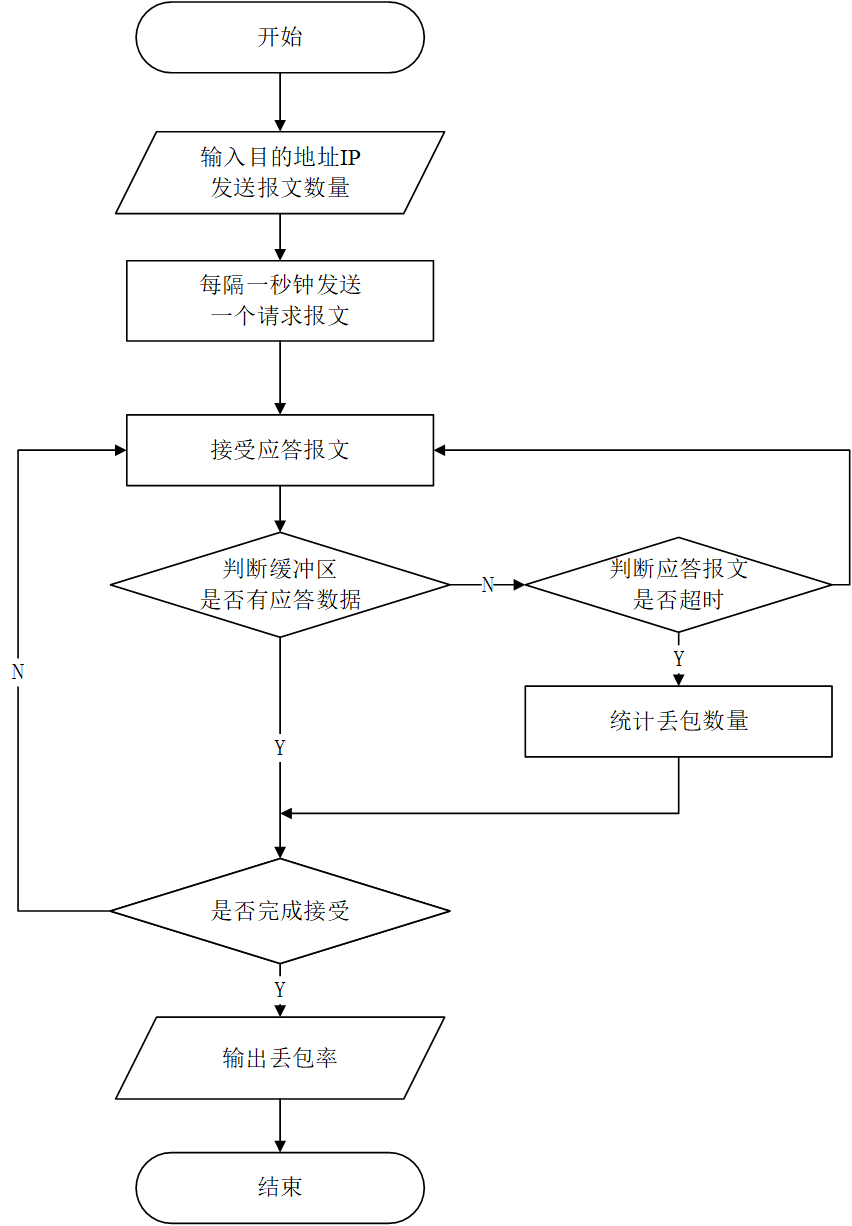 开始
输入目的地址IP
发送报文数量
每隔一秒钟发送
一个请求报文
接受应答报文
判断缓冲区
是否有应答数据
N
判断应答报文
是否超时
Y
N
统计丢包数量
Y
是否完成接受
Y
输出丢包率
结束